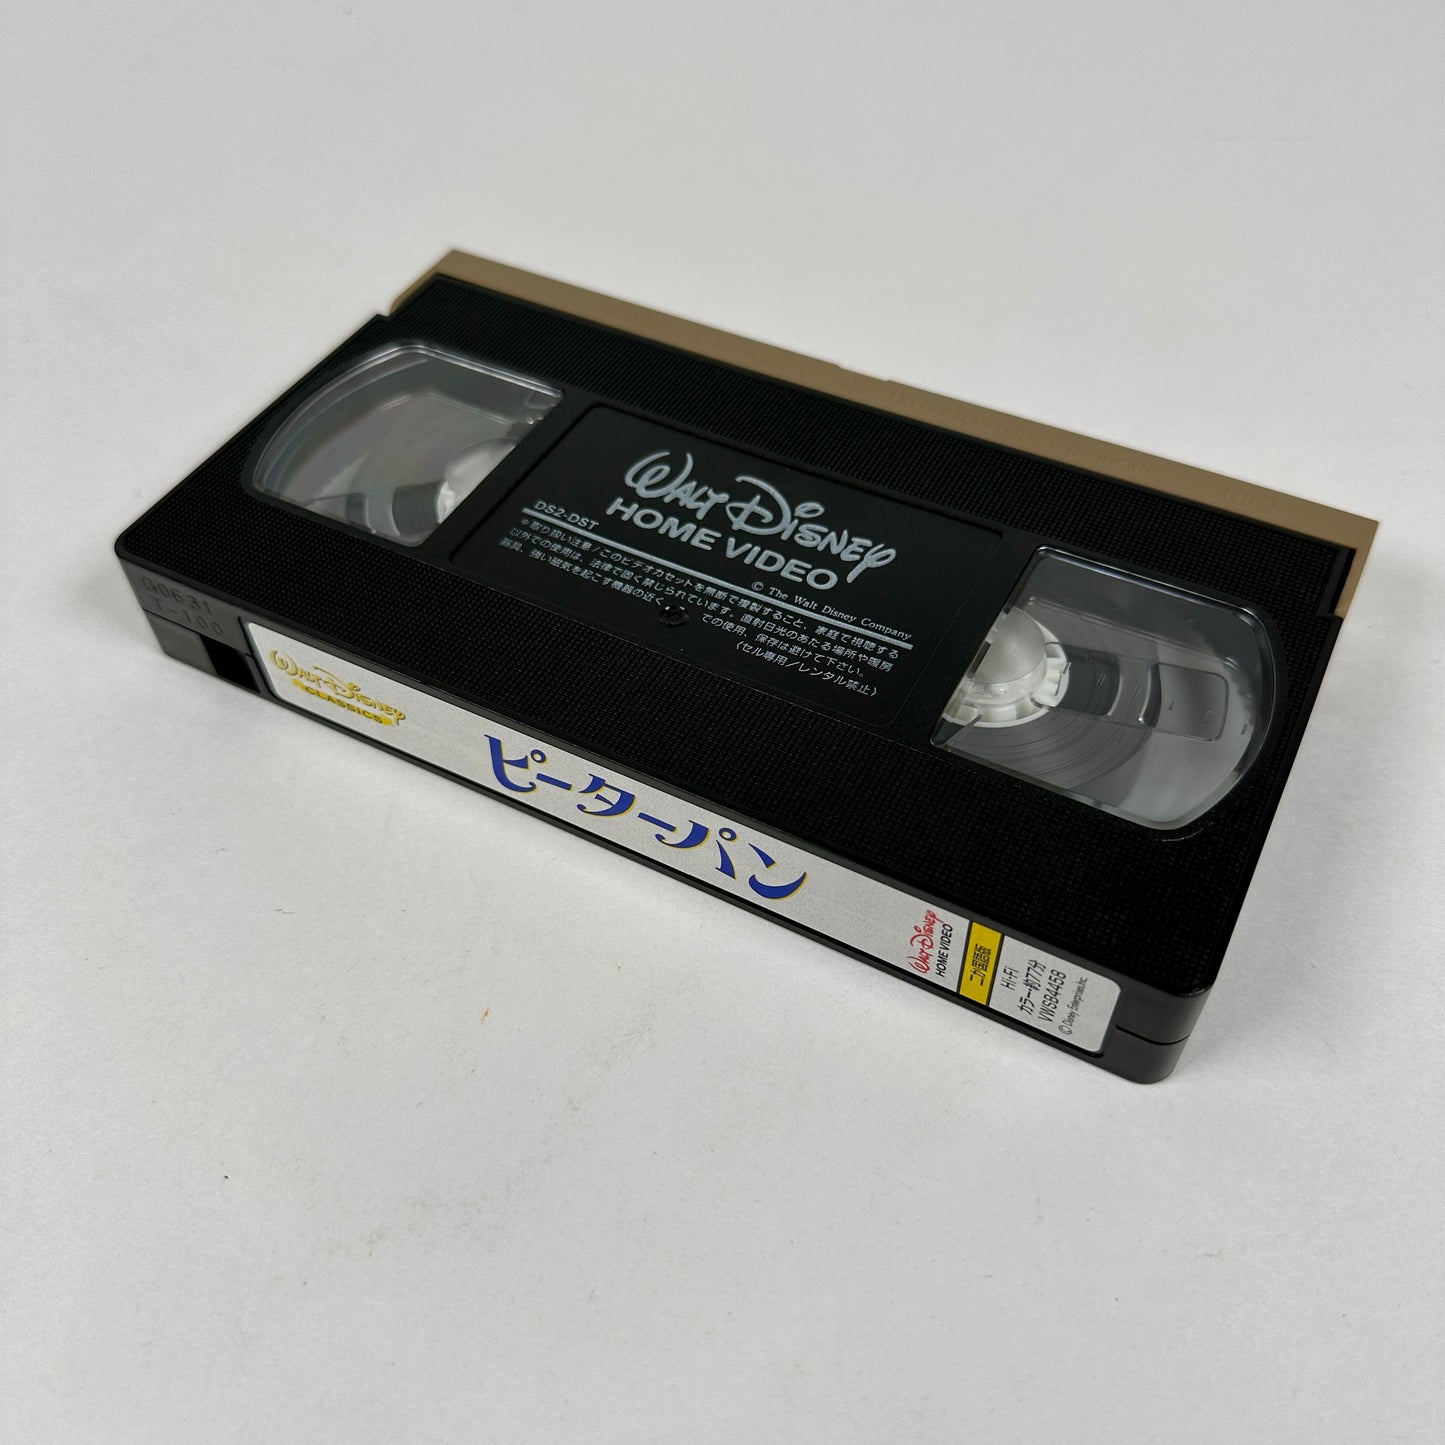 WALT DISNEY
HOME VIDEO
DS2-DST
© The Walt Disney Company
＊取り扱い注意／このビデオカセットを無断で複製すること、家庭で視聴する
以外での使用は、法律で固く禁じられています。直射日光のあたる場所や暖房
器具、強い磁気を起こす機器の近く での使用、保存は避けて下さい。
〈セル専用／レンタル禁止〉
G0631
T-100
WALT DISNEY
CLASSICS
ピーターパン
WALT DISNEY
HOME VIDEO
二か国語版
Hi-Fi
カラー・約77分
VWSB4458
© Disney Enterprises, Inc.
VHS